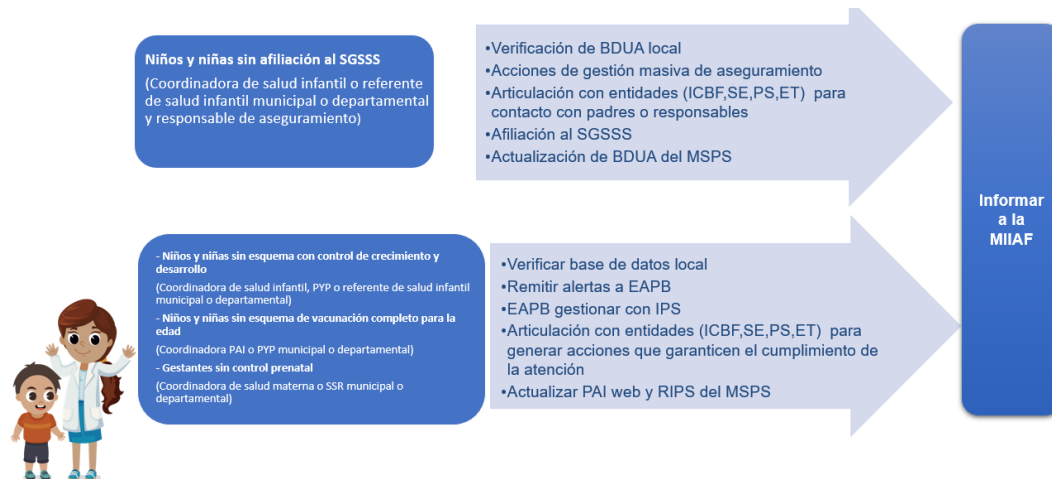 Niños y niñas sin afiliación al SGSSS
(Coordinadora de salud infantil o referente
de salud infantil municipal o departamental
y responsable de aseguramiento)
•Verificación de BDUA local
•Acciones de gestión masiva de aseguramiento
•Articulación con entidades (ICBF,SE,PS,ET)  para
contacto con padres o responsables
•Afiliación al SGSSS
•Actualización de BDUA del MSPS
- Niños y niñas sin esquema con control de crecimiento y
desarrollo
(Coordinadora de salud infantil, PYP o referente de salud infantil
municipal o departamental)
- Niños y niñas sin esquema de vacunación completo para la
edad
(Coordinadora PAI o PYP municipal o departamental)
- Gestantes sin control prenatal
(Coordinadora de salud materna o SSR municipal o
departamental)
•Verificar base de datos local
•Remitir alertas a EAPB
•EAPB gestionar con IPS
•Articulación con entidades (ICBF,SE,PS,ET)  para
generar acciones que garanticen el cumplimiento de
la atención
•Actualizar PAI web y RIPS del MSPS
Informar
a la
MIIAF